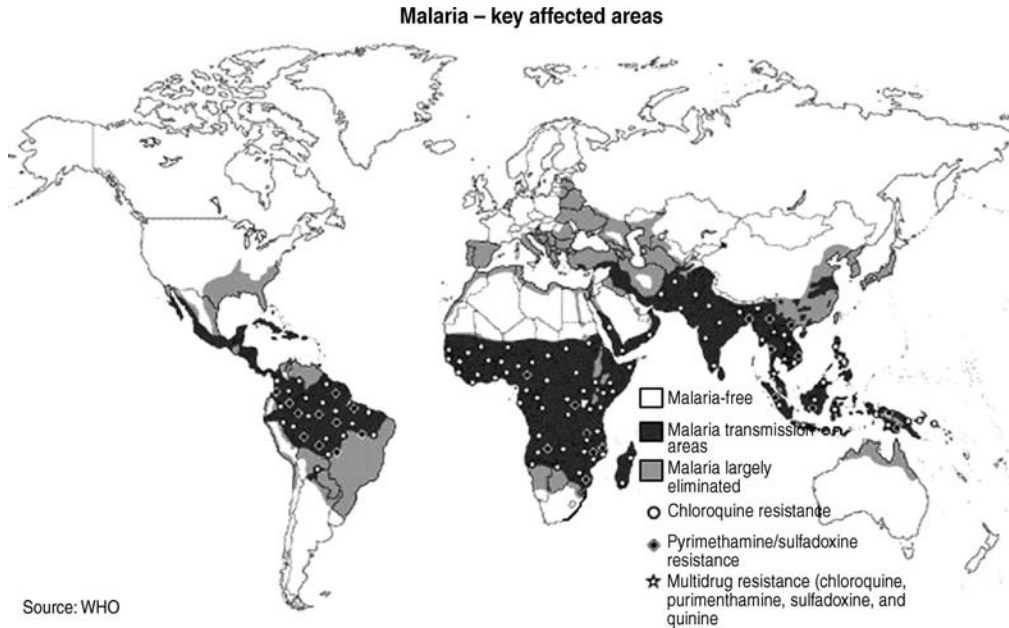 Malaria – key affected areas
Malaria-free
Malaria transmission
areas
Malaria largely
eliminated
Chloroquine resistance
Pyrimethamine/sulfadoxine
resistance
Multidrug resistance (chloroquine,
purimenthamine, sulfadoxine, and
quinine
Source: WHO